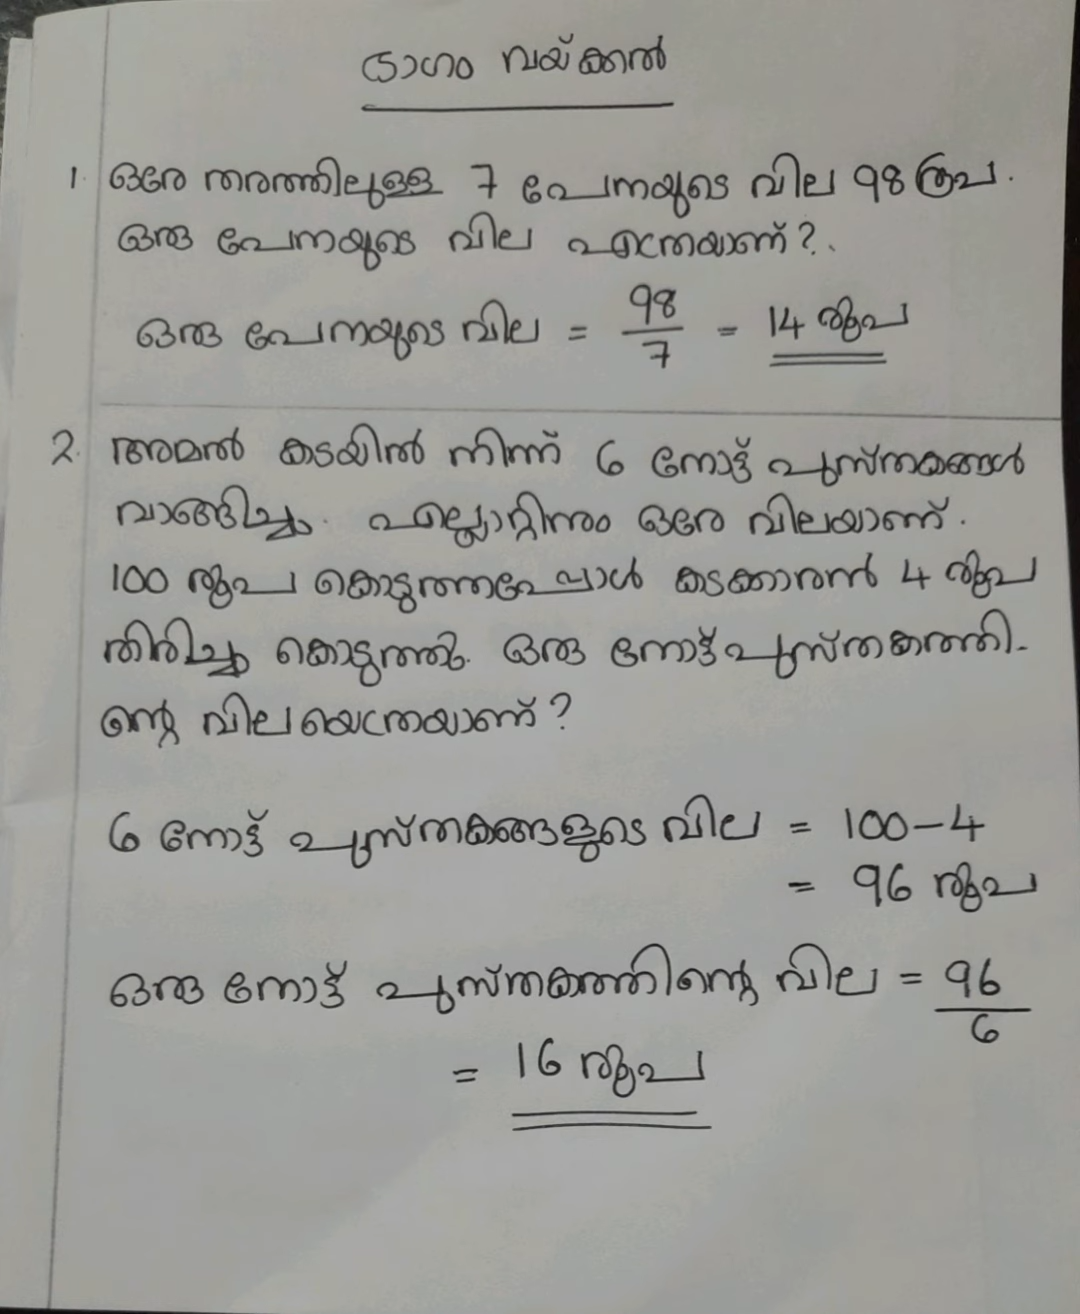 ഭാഗം വയ്ക്കൽ
1. ഒരേ തരത്തിലുള്ള 7 പേനയുടെ വില 98 രൂപ.
ഒരു പേനയുടെ വില എത്രയാണ്?.
ഒരു പേനയുടെ വില = 98/7 = 14 രൂപ
2. അമൽ കടയിൽ നിന്ന് 6 നോട്ട് പുസ്തകങ്ങൾ
വാങ്ങിച്ചു. എല്ലാറ്റിനും ഒരേ വിലയാണ്.
100 രൂപ കൊടുത്തപ്പോൾ കടക്കാരൻ 4 രൂപ
തിരിച്ചു കൊടുത്തു. ഒരു നോട്ട് പുസ്തകത്തി-
ന്റെ വിലയെത്രയാണ്?
6 നോട്ട് പുസ്തകങ്ങളുടെ വില = 100-4
= 96 രൂപ
ഒരു നോട്ട് പുസ്തകത്തിന്റെ വില = 96/6
= 16 രൂപ